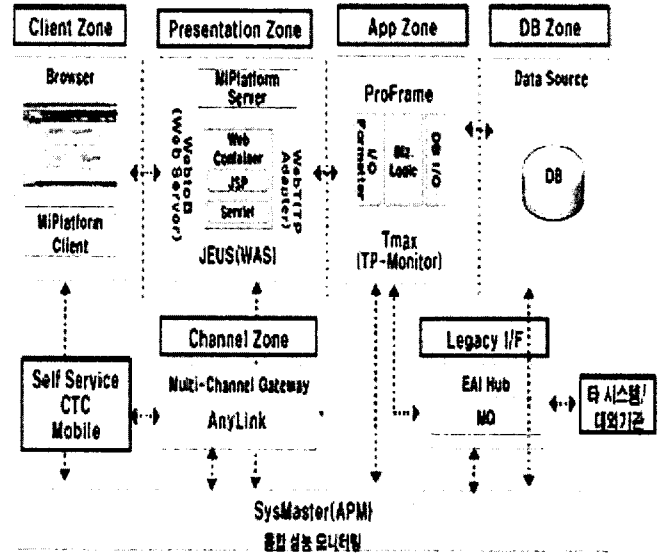 Client Zone
Presentation Zone
App Zone
DB Zone
Browser
MiPlatform
Server
ProFrame
Data Source
WebtoB
(Web Server)
Web
Container
JSP
Servlet
WebT(TP
Adapter)
I/O
Formatter
Biz.
Logic
DB I/O
DB
MiPlatform
Client
JEUS(WAS)
Tmax
(TP-Monitor)
Channel Zone
Legacy I/F
Self Service
CTC
Mobile
Multi-Channel Gateway
AnyLink
EAI Hub
MQ
타 시스템/
대외기관
SysMaster(APM)
통합 성능 모니터링